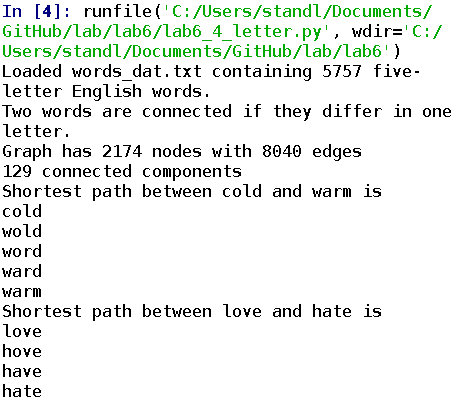 In [4]: runfile('C:/Users/standl/Documents/
GitHub/lab/lab6/lab6_4_letter.py', wdir='C:/
Users/standl/Documents/GitHub/lab/lab6')
Loaded words_dat.txt containing 5757 five-
letter English words.
Two words are connected if they differ in one
letter.
Graph has 2174 nodes with 8040 edges
129 connected components
Shortest path between cold and warm is
cold
wold
word
ward
warm
Shortest path between love and hate is
love
hove
have
hate